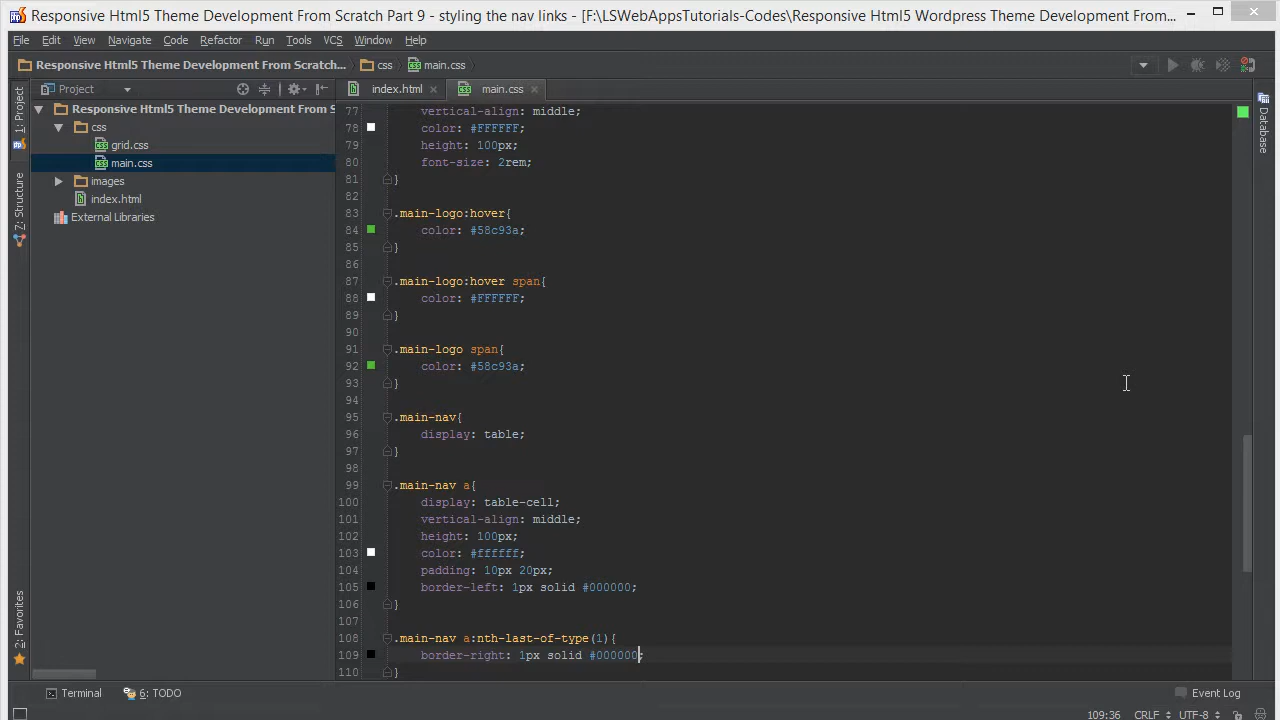 Responsive Html5 Theme Development From Scratch Part 9 - styling the nav links - [F:\LSWebAppsTutorials-Codes\Responsive Html5 Wordpress Theme Development From...
File Edit View Navigate Code Refactor Run Tools VCS Window Help
Responsive Html5 Theme Development From Scratch... css main.css
Project index.html main.css
1: Project
Z: Structure
2: Favorites
Database
Responsive Html5 Theme Development From S
css
grid.css
main.css
images
index.html
External Libraries
77 vertical-align: middle;
78 color: #FFFFFF;
79 height: 100px;
80 font-size: 2rem;
81 }
82
83 .main-logo:hover{
84 color: #58c93a;
85 }
86
87 .main-logo:hover span{
88 color: #FFFFFF;
89 }
90
91 .main-logo span{
92 color: #58c93a;
93 }
94
95 .main-nav{
96 display: table;
97 }
98
99 .main-nav a{
100 display: table-cell;
101 vertical-align: middle;
102 height: 100px;
103 color: #ffffff;
104 padding: 10px 20px;
105 border-left: 1px solid #000000;
106 }
107
108 .main-nav a:nth-last-of-type(1){
109 border-right: 1px solid #000000;
110 }
Terminal 6: TODO Event Log
109:36 CRLF UTF-8